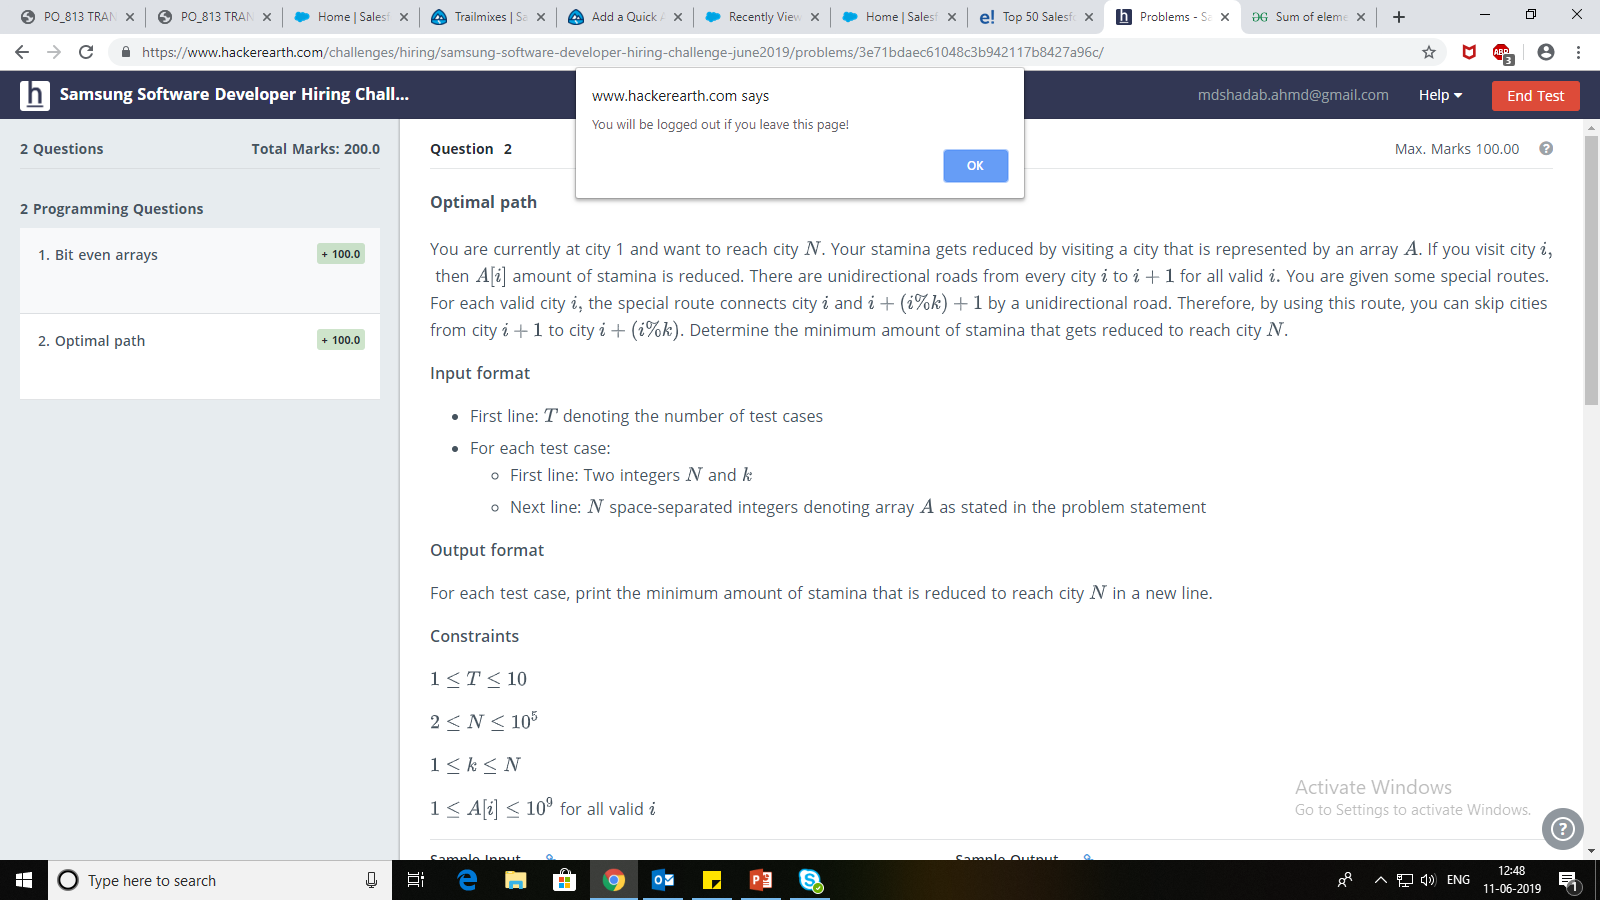 PO_813 TRAN
PO_813 TRAN
Home | Salesf
Trailmixes | Sa
Add a Quick A
Recently View
Home | Salesf
e! Top 50 Salesfo
h Problems - Sa
Sum of eleme
https://www.hackerearth.com/challenges/hiring/samsung-software-developer-hiring-challenge-june2019/problems/3e71bdaec61048c3b942117b8427a96c/
ABP 3
h Samsung Software Developer Hiring Chall...
mdshadab.ahmd@gmail.com Help End Test
www.hackerearth.com says
You will be logged out if you leave this page!
OK
2 Questions Total Marks: 200.0
2 Programming Questions
1. Bit even arrays + 100.0
2. Optimal path + 100.0
Question 2 Max. Marks 100.00 ?
Optimal path
You are currently at city 1 and want to reach city N. Your stamina gets reduced by visiting a city that is represented by an array A. If you visit city i,
then A[i] amount of stamina is reduced. There are unidirectional roads from every city i to i + 1 for all valid i. You are given some special routes.
For each valid city i, the special route connects city i and i + (i%k) + 1 by a unidirectional road. Therefore, by using this route, you can skip cities
from city i + 1 to city i + (i%k). Determine the minimum amount of stamina that gets reduced to reach city N.
Input format
• First line: T denoting the number of test cases
• For each test case:
◦ First line: Two integers N and k
◦ Next line: N space-separated integers denoting array A as stated in the problem statement
Output format
For each test case, print the minimum amount of stamina that is reduced to reach city N in a new line.
Constraints
1 ≤ T ≤ 10
2 ≤ N ≤ 10⁵
1 ≤ k ≤ N
1 ≤ A[i] ≤ 10⁹ for all valid i
Sample Input Sample Output
Activate Windows
Go to Settings to activate Windows.
?
Type here to search
ENG
12:48
11-06-2019
1